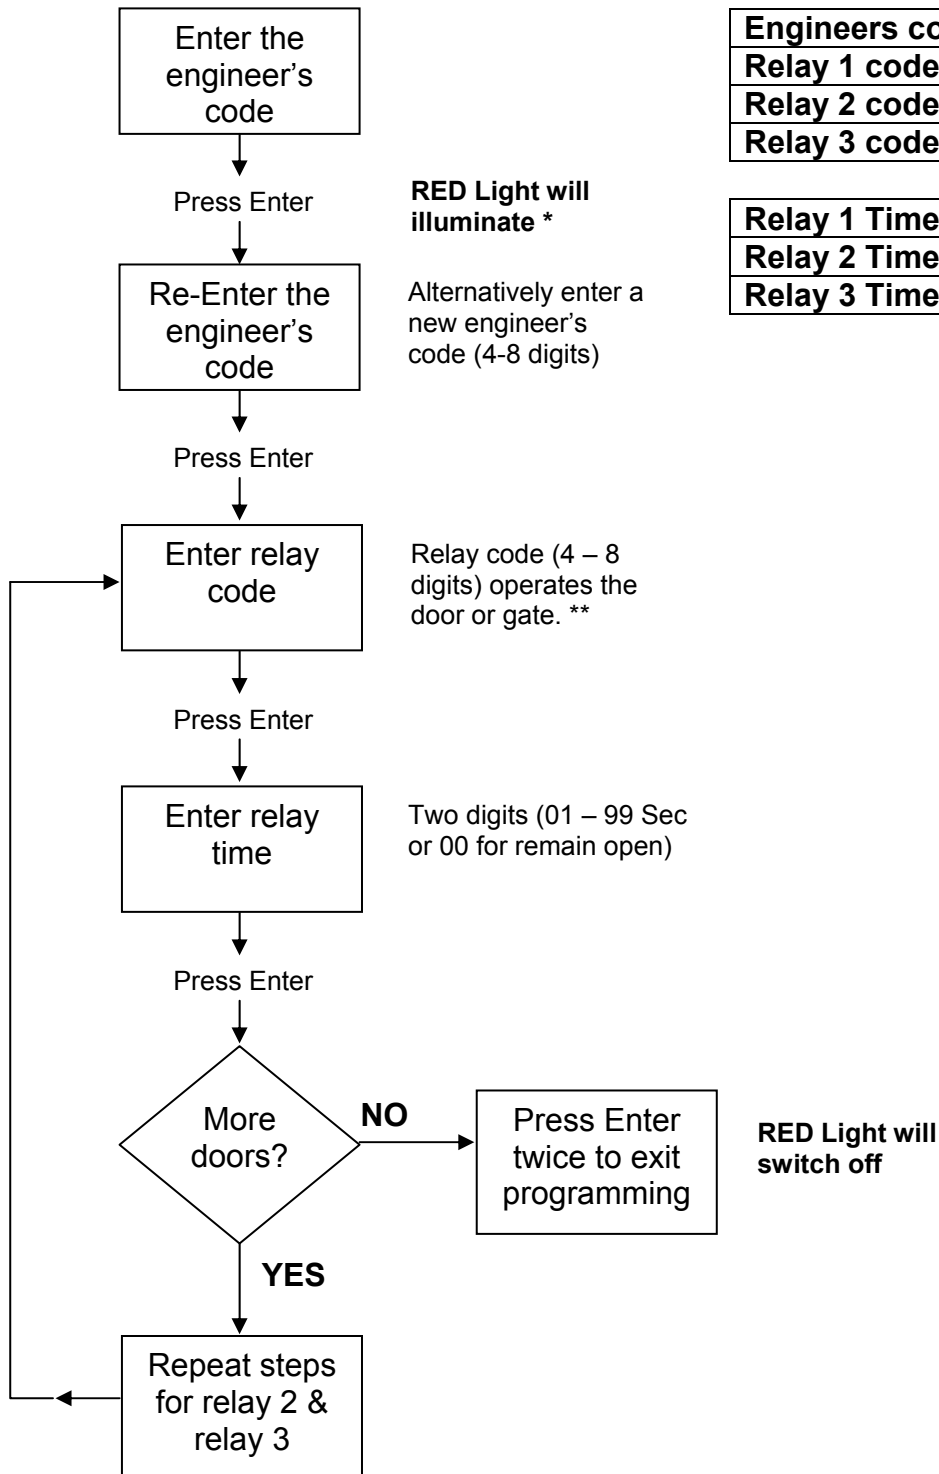 Enter the
engineer’s
code
Press Enter
RED Light will
illuminate *
Re-Enter the
engineer’s
code
Alternatively enter a
new engineer’s
code (4-8 digits)
Press Enter
Enter relay
code
Relay code (4 – 8
digits) operates the
door or gate. **
Press Enter
Enter relay
time
Two digits (01 – 99 Sec
or 00 for remain open)
Press Enter
More
doors?
NO
Press Enter
twice to exit
programming
RED Light will
switch off
YES
Repeat steps
for relay 2 &
relay 3
Engineers
Relay 1 code
Relay 2 code
Relay 3 code
Relay 1 Time
Relay 2 Time
Relay 3 Time